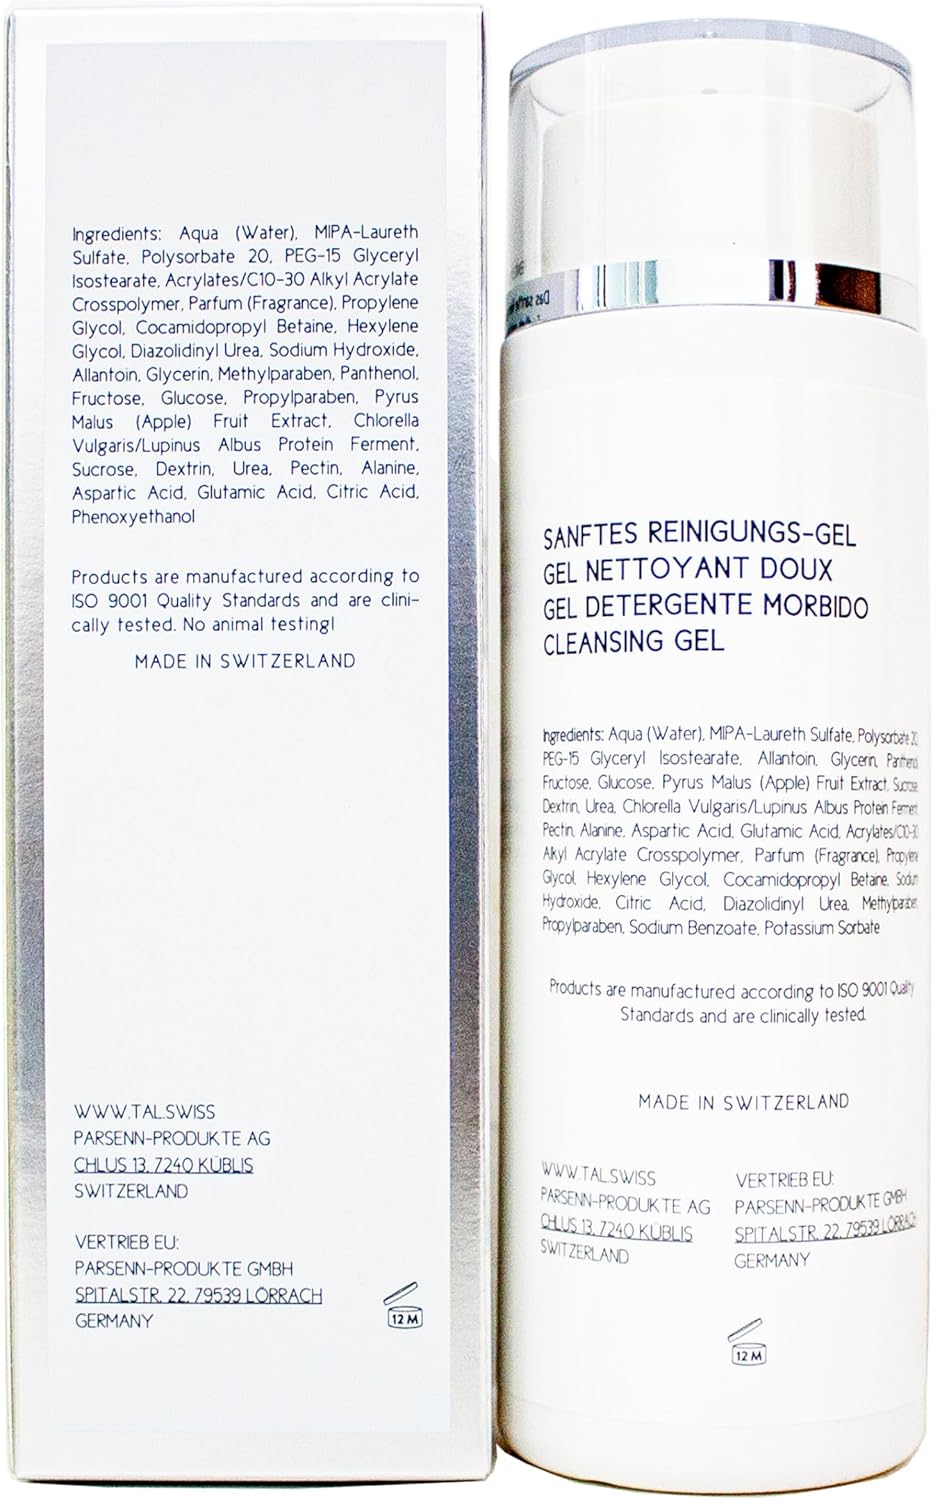 Ingredients: Aqua (Water), MIPA-Laureth
Sulfate, Polysorbate 20, PEG-15 Glyceryl
Isostearate, Acrylates/C10-30 Alkyl Acrylate
Crosspolymer, Parfum (Fragrance), Propylene
Glycol, Cocamidopropyl Betaine, Hexylene
Glycol, Diazolidinyl Urea, Sodium Hydroxide,
Allantoin, Glycerin, Methylparaben, Panthenol,
Fructose, Glucose, Propylparaben, Pyrus
Malus (Apple) Fruit Extract, Chlorella
Vulgaris/Lupinus Albus Protein Ferment,
Sucrose, Dextrin, Urea, Pectin, Alanine,
Aspartic Acid, Glutamic Acid, Citric Acid,
Phenoxyethanol
Products are manufactured according to
ISO 9001 Quality Standards and are clini-
cally tested. No animal testing!
MADE IN SWITZERLAND
WWW.TAL.SWISS
PARSENN-PRODUKTE AG
CHLUS 13, 7240 KÜBLIS
SWITZERLAND
VERTRIEB EU:
PARSENN-PRODUKTE GMBH
SPITALSTR. 22, 79539 LÖRRACH
GERMANY
12 M
SANFTES REINIGUNGS-GEL
GEL NETTOYANT DOUX
GEL DETERGENTE MORBIDO
CLEANSING GEL
Ingredients: Aqua (Water), MIPA-Laureth Sulfate, Polysorbate 20,
PEG-15 Glyceryl Isostearate, Allantoin, Glycerin, Panthenol,
Fructose, Glucose, Pyrus Malus (Apple) Fruit Extract, Sucrose,
Dextrin, Urea, Chlorella Vulgaris/Lupinus Albus Protein Ferment,
Pectin, Alanine, Aspartic Acid, Glutamic Acid, Acrylates/C10-30
Alkyl Acrylate Crosspolymer, Parfum (Fragrance), Propylene
Glycol, Hexylene Glycol, Cocamidopropyl Betaine, Sodium
Hydroxide, Citric Acid, Diazolidinyl Urea, Methylparaben,
Propylparaben, Sodium Benzoate, Potassium Sorbate
Products are manufactured according to ISO 9001 Quality
Standards and are clinically tested.
MADE IN SWITZERLAND
WWW.TAL.SWISS
PARSENN-PRODUKTE AG
CHLUS 13, 7240 KÜBLIS
SWITZERLAND
VERTRIEB EU:
PARSENN-PRODUKTE GMBH
SPITALSTR. 22, 79539 LÖRRACH
GERMANY
12 M